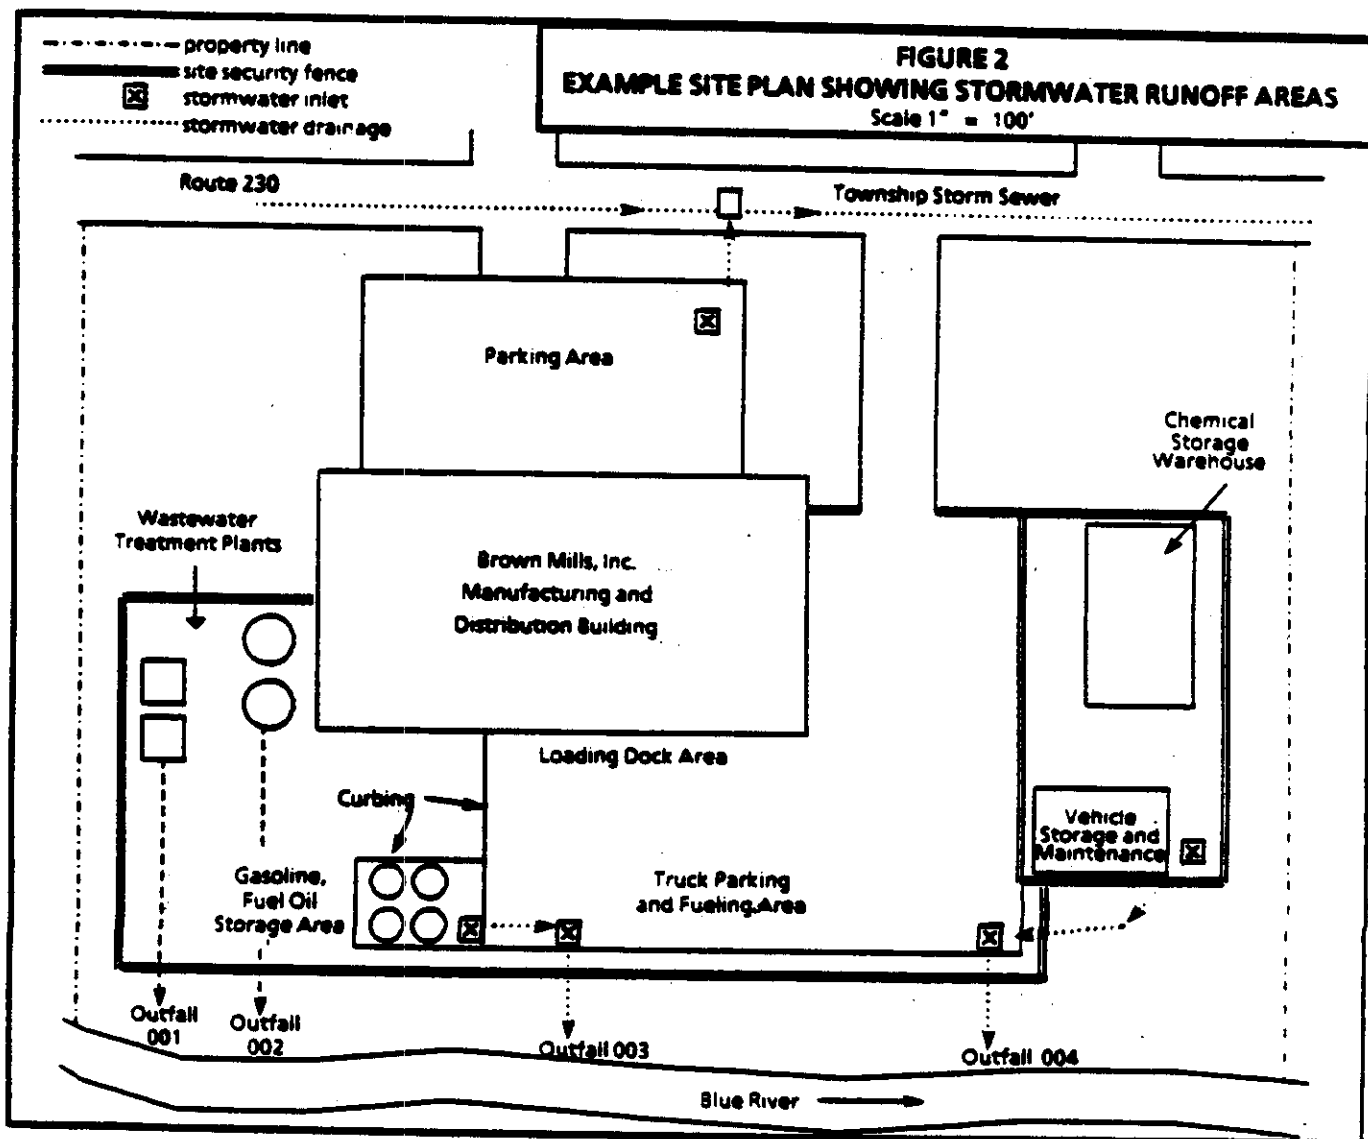 property line
site security fence
stormwater inlet
stormwater drainage
FIGURE 2
EXAMPLE SITE PLAN SHOWING STORMWATER RUNOFF AREAS
Scale 1" = 100'
Route 230
Township Storm Sewer
Parking Area
Chemical
Storage
Warehouse
Wastewater
Treatment Plants
Brown Mills, Inc.
Manufacturing and
Distribution Building
Loading Dock Area
Curbing
Vehicle
Storage and
Maintenance
Gasoline,
Fuel Oil
Storage Area
Truck Parking
and Fueling Area
Outfall
001
Outfall
002
Outfall 003
Outfall 004
Blue River